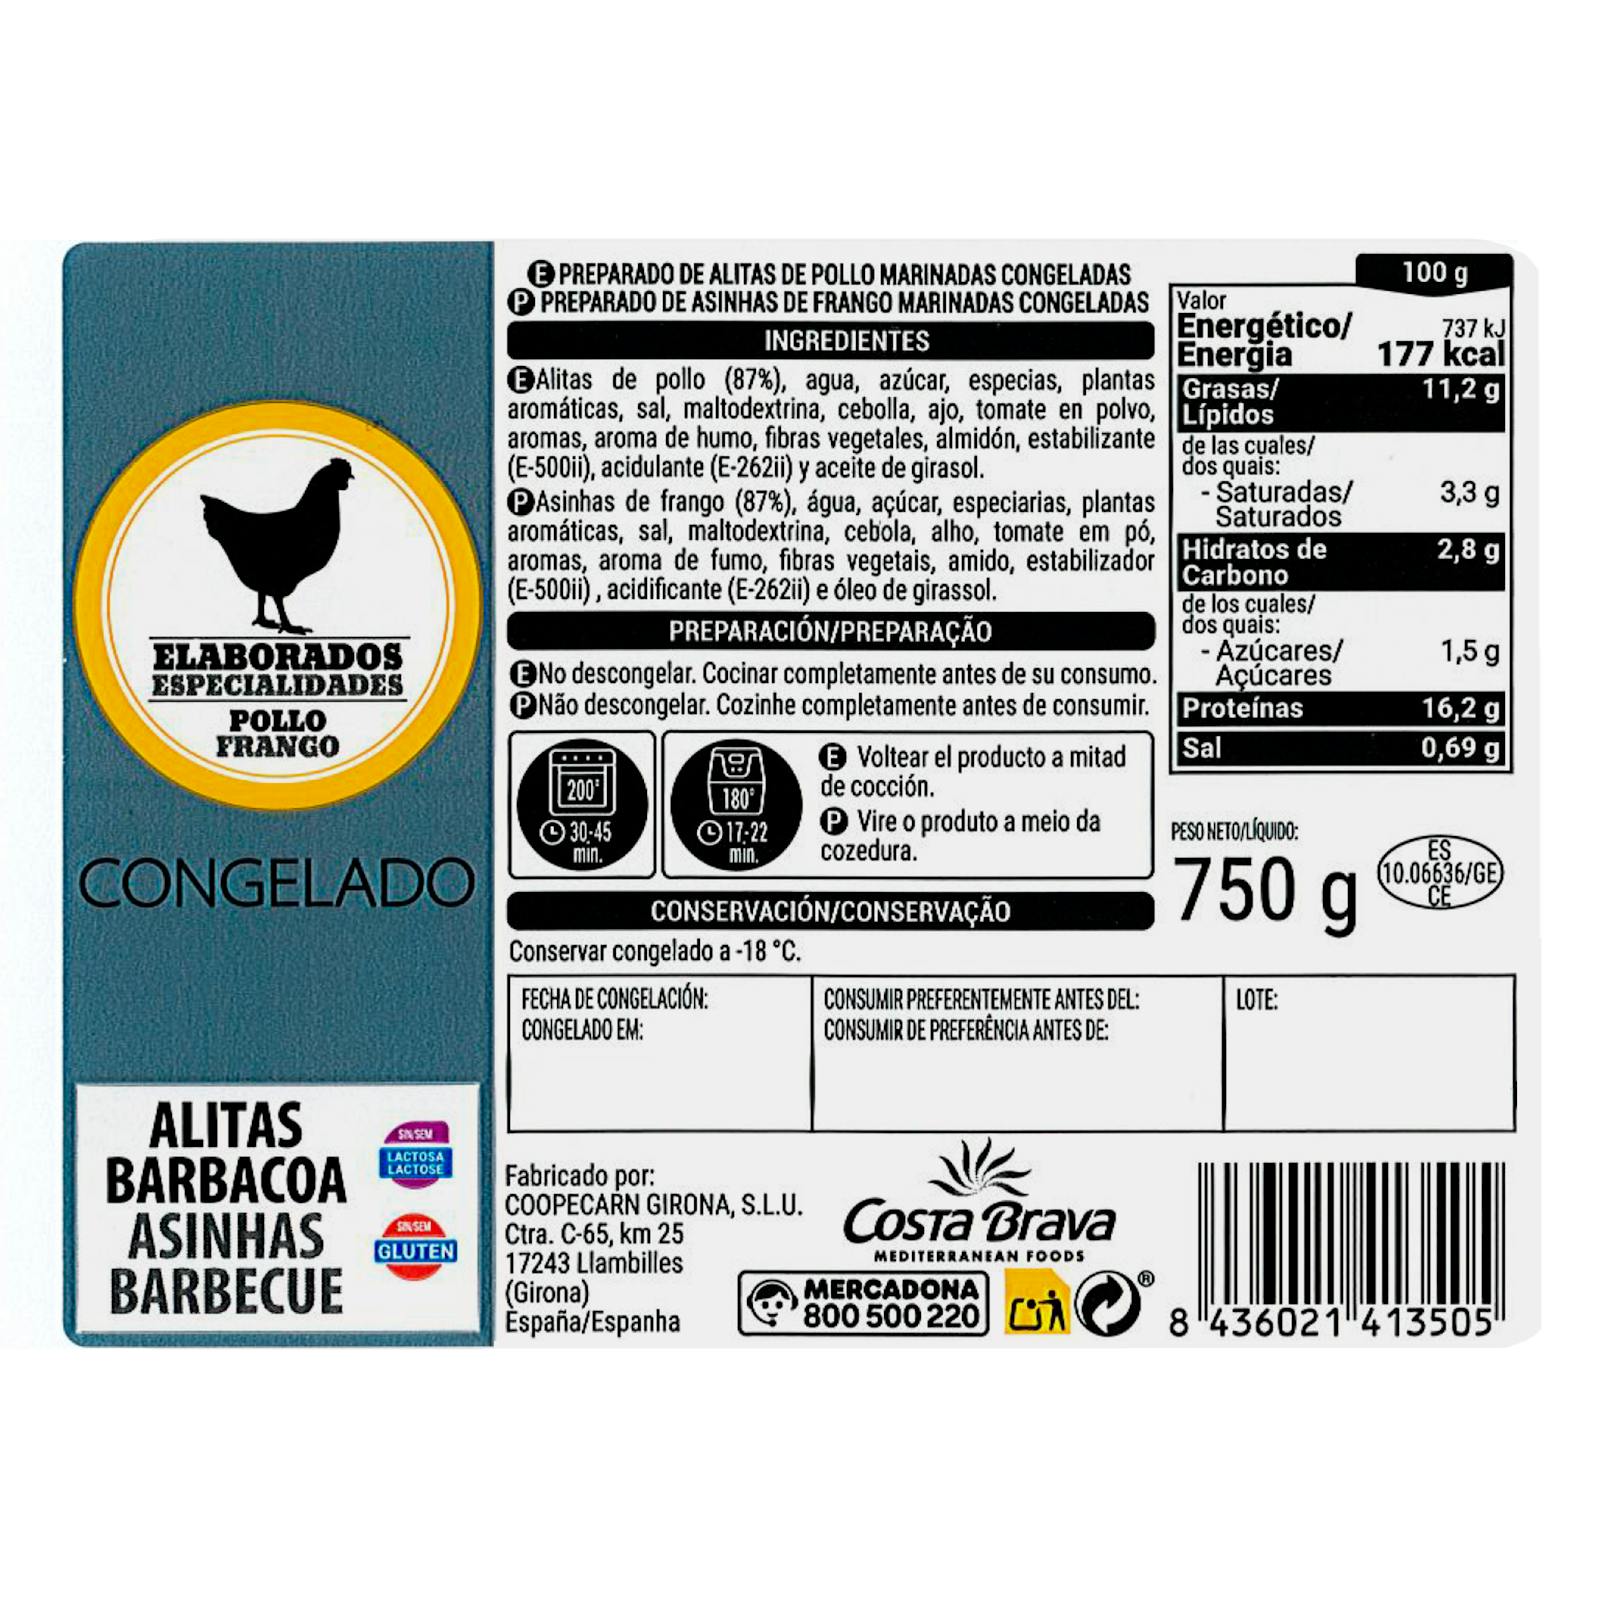 ELABORADOS
ESPECIALIDADES
POLLO
FRANGO
CONGELADO
ALITAS
BARBACOA
ASINHAS
BARBECUE
SIN/SEM
LACTOSA
LACTOSE
SIN/SEM
GLUTEN
E PREPARADO DE ALITAS DE POLLO MARINADAS CONGELADAS
P PREPARADO DE ASINHAS DE FRANGO MARINADAS CONGELADAS
INGREDIENTES
E Alitas de pollo (87%), agua, azúcar, especias, plantas
aromáticas, sal, maltodextrina, cebolla, ajo, tomate en polvo,
aromas, aroma de humo, fibras vegetales, almidón, estabilizante
(E-500ii), acidulante (E-262ii) y aceite de girasol.
P Asinhas de frango (87%), água, açúcar, especiarias, plantas
aromáticas, sal, maltodextrina, cebola, alho, tomate em pó,
aromas, aroma de fumo, fibras vegetais, amido, estabilizador
(E-500ii) , acidificante (E-262ii) e óleo de girassol.
PREPARACIÓN/PREPARAÇÃO
E No descongelar. Cocinar completamente antes de su consumo.
P Não descongelar. Cozinhe completamente antes de consumir.
200º
30-45
min.
180º
17-22
min.
E Voltear el producto a mitad
de cocción.
P Vire o produto a meio da
cozedura.
CONSERVACIÓN/CONSERVAÇÃO
Conservar congelado a -18 °C.
FECHA DE CONGELACIÓN:
CONGELADO EM:
CONSUMIR PREFERENTEMENTE ANTES DEL:
CONSUMIR DE PREFERÊNCIA ANTES DE:
LOTE:
100 g
Valor
Energético/ 737 kJ
Energia 177 kcal
Grasas/ 11,2 g
Lípidos
de las cuales/
dos quais:
- Saturadas/ 3,3 g
Saturados
Hidratos de 2,8 g
Carbono
de los cuales/
dos quais:
- Azúcares/ 1,5 g
Açúcares
Proteínas 16,2 g
Sal 0,69 g
PESO NETO/LÍQUIDO:
750 g
ES
10.06636/GE
CE
Fabricado por:
COOPECARN GIRONA, S.L.U.
Ctra. C-65, km 25
17243 Llambilles
(Girona)
España/Espanha
Costa Brava
MEDITERRANEAN FOODS
MERCADONA
800 500 220
®
8 436021 413505